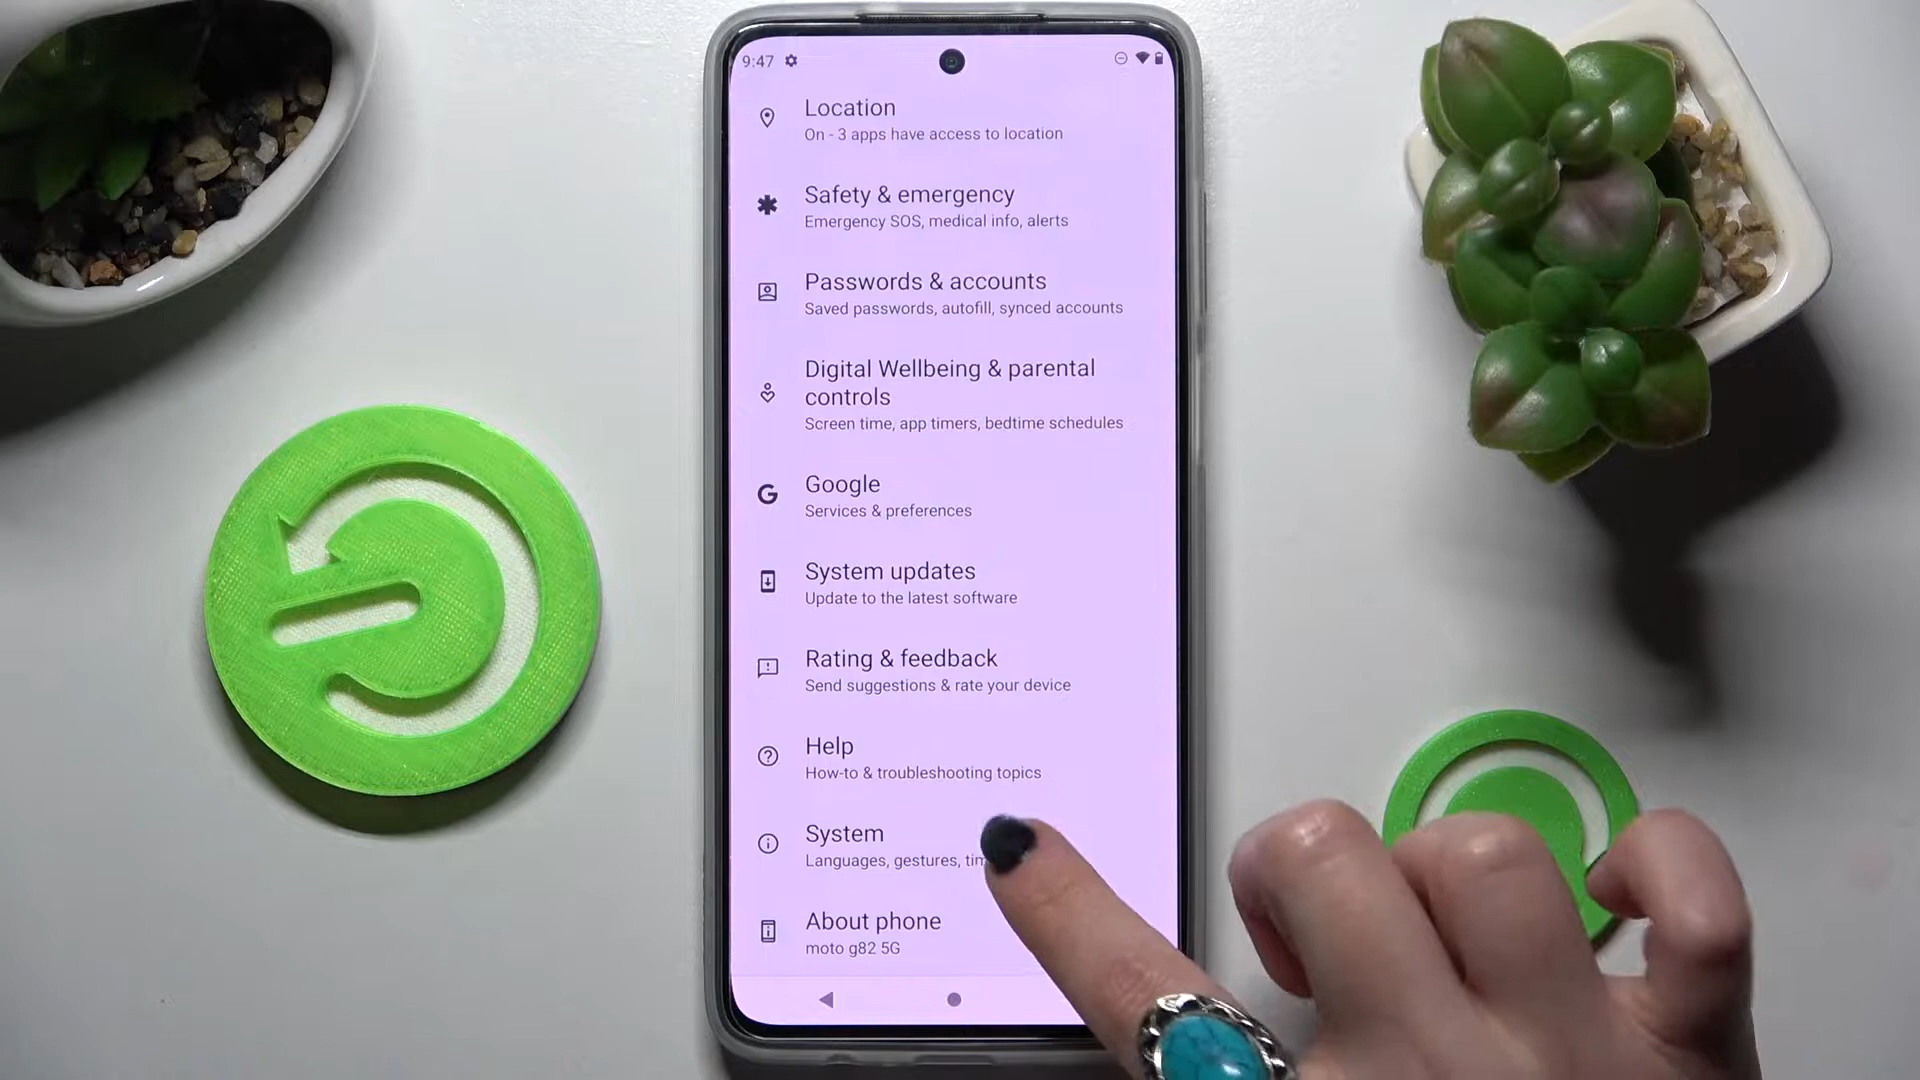 9:47
Location
On - 3 apps have access to location
Safety & emergency
Emergency SOS, medical info, alerts
Passwords & accounts
Saved passwords, autofill, synced accounts
Digital Wellbeing & parental
controls
Screen time, app timers, bedtime schedules
Google
Services & preferences
System updates
Update to the latest software
Rating & feedback
Send suggestions & rate your device
Help
How-to & troubleshooting topics
System
Languages, gestures,
About phone
moto g82 5G